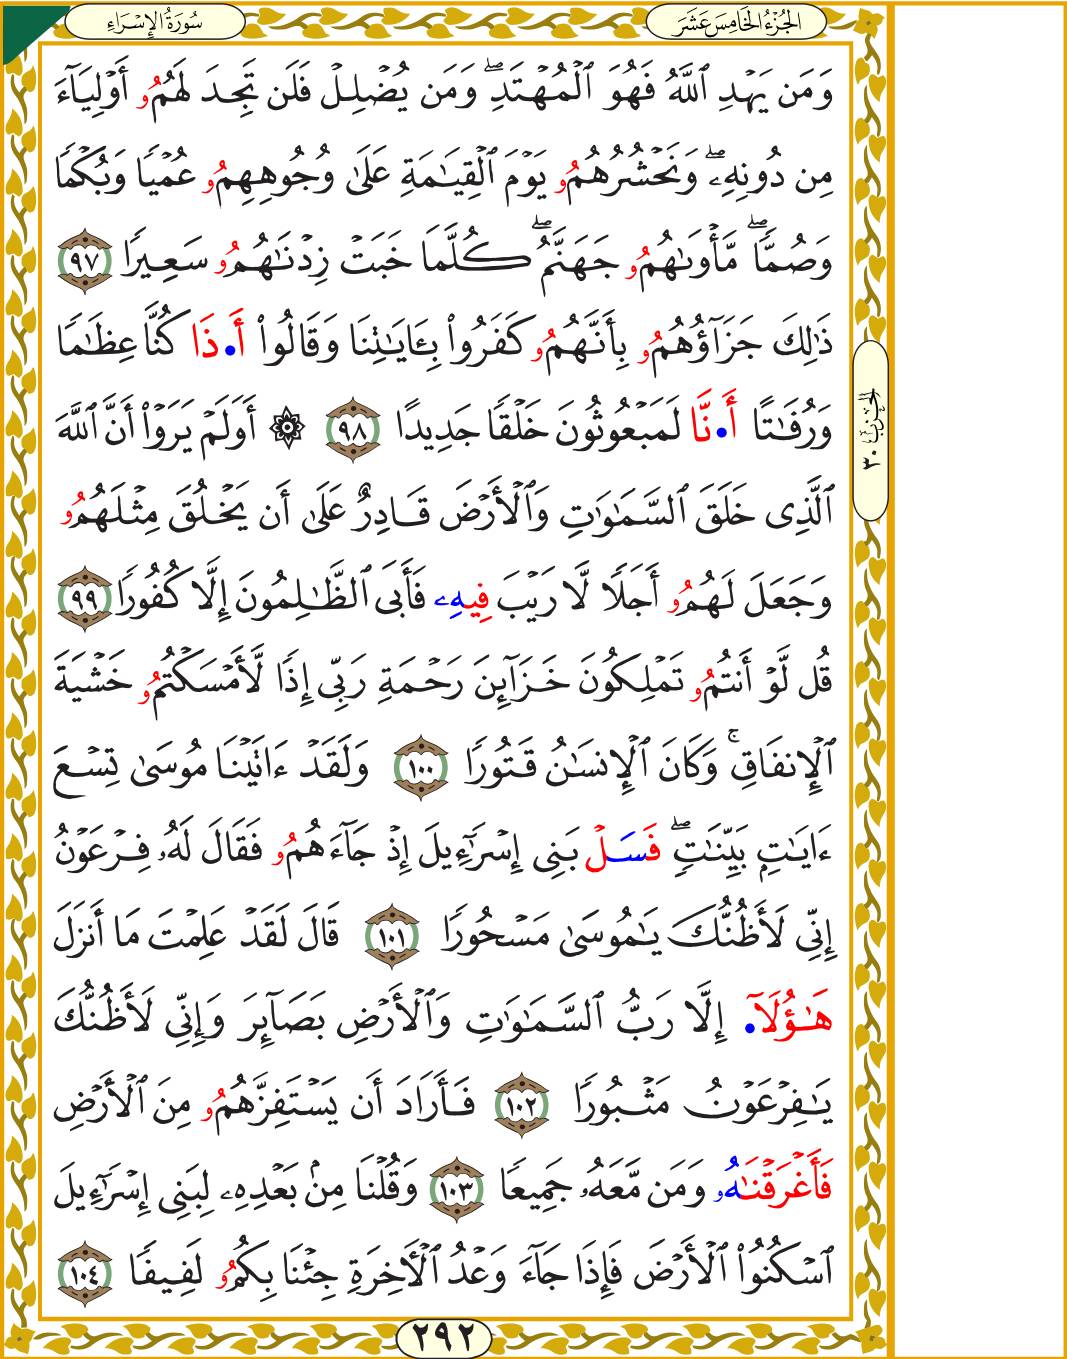 سُورَةُ الإِسْرَاءِ
الجُزْءُ الخَامِسَ عَشَرَ
وَمَن يَهْدِ ٱللَّهُ فَهُوَ ٱلْمُهْتَدِۖ وَمَن يُضْلِلْ فَلَن تَجِدَ لَهُمُۥ أَوْلِيَآءَ
مِن دُونِهِۦۖ وَنَحْشُرُهُمُۥ يَوْمَ ٱلْقِيَٰمَةِ عَلَىٰ وُجُوهِهِمُۥ عُمْيًا وَبُكْمًا
وَصُمًّاۖ مَّأْوَىٰهُمُۥ جَهَنَّمُۖ كُلَّمَا خَبَتْ زِدْنَٰهُمُۥ سَعِيرًا ٩٧
ذَٰلِكَ جَزَآؤُهُمُۥ بِأَنَّهُمُۥ كَفَرُوا۟ بِـَٔايَٰتِنَا وَقَالُوٓا۟ أَ•ذَا كُنَّا عِظَٰمًا
وَرُفَٰتًا أَ•نَّا لَمَبْعُوثُونَ خَلْقًا جَدِيدًا ٩٨ ۞ أَوَلَمْ يَرَوْا۟ أَنَّ ٱللَّهَ
ٱلَّذِى خَلَقَ ٱلسَّمَٰوَٰتِ وَٱلْأَرْضَ قَادِرٌ عَلَىٰ أَن يَخْلُقَ مِثْلَهُمُۥ
وَجَعَلَ لَهُمُۥ أَجَلًا لَّا رَيْبَ فِيهِۦ فَأَبَى ٱلظَّٰلِمُونَ إِلَّا كُفُورًا ٩٩
قُل لَّوْ أَنتُمُۥ تَمْلِكُونَ خَزَآئِنَ رَحْمَةِ رَبِّى إِذًا لَّأَمْسَكْتُمُۥ خَشْيَةَ
ٱلْإِنفَاقِۚ وَكَانَ ٱلْإِنسَٰنُ قَتُورًا ١٠٠ وَلَقَدْ ءَاتَيْنَا مُوسَىٰ تِسْعَ
ءَايَٰتٍۭ بَيِّنَٰتٍۖ فَسَلْ بَنِى إِسْرَٰٓءِيلَ إِذْ جَآءَهُمُۥ فَقَالَ لَهُۥ فِرْعَوْنُ
إِنِّى لَأَظُنُّكَ يَٰمُوسَىٰ مَسْحُورًا ١٠١ قَالَ لَقَدْ عَلِمْتَ مَا أَنزَلَ
هَٰٓؤُلَآ• إِلَّا رَبُّ ٱلسَّمَٰوَٰتِ وَٱلْأَرْضِ بَصَآئِرَ وَإِنِّى لَأَظُنُّكَ
يَٰفِرْعَوْنُ مَثْبُورًا ١٠٢ فَأَرَادَ أَن يَسْتَفِزَّهُمُۥ مِنَ ٱلْأَرْضِ
فَأَغْرَقْنَٰهُۥ وَمَن مَّعَهُۥ جَمِيعًا ١٠٣ وَقُلْنَا مِنۢ بَعْدِهِۦ لِبَنِى إِسْرَٰٓءِيلَ
ٱسْكُنُوا۟ ٱلْأَرْضَ فَإِذَا جَآءَ وَعْدُ ٱلْأَخِرَةِ جِئْنَا بِكُمُۥ لَفِيفًا ١٠٤
الحِزْبُ ٣٠
٢٩٢